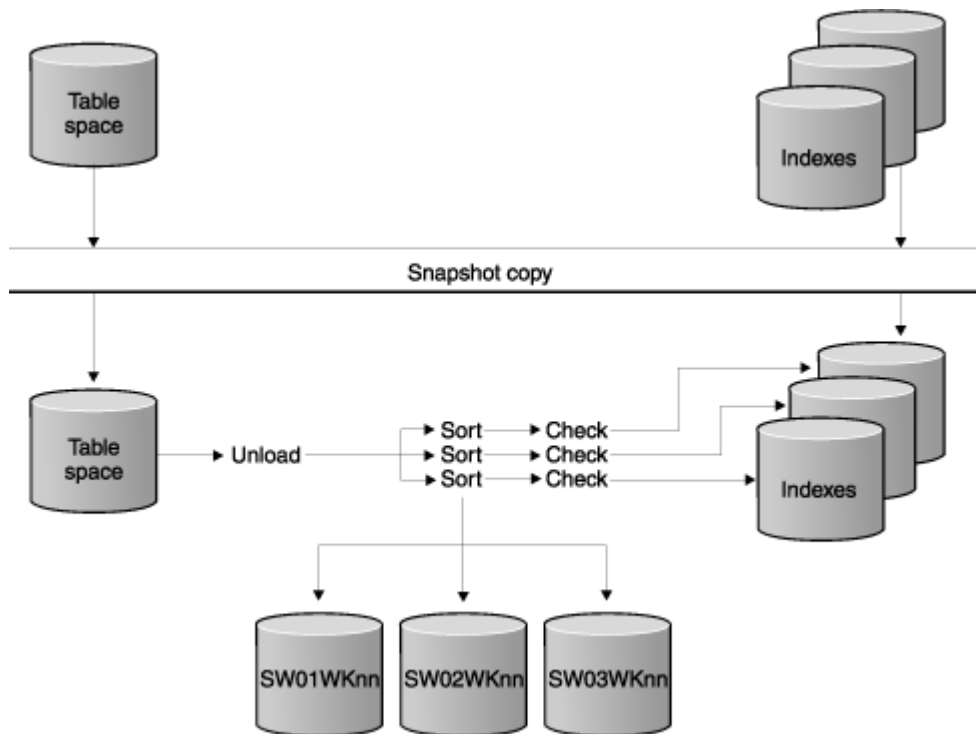 Table
space
Indexes
Snapshot copy
Table
space
Unload
Sort
Check
Sort
Check
Sort
Check
Indexes
SW01WKnn
SW02WKnn
SW03WKnn